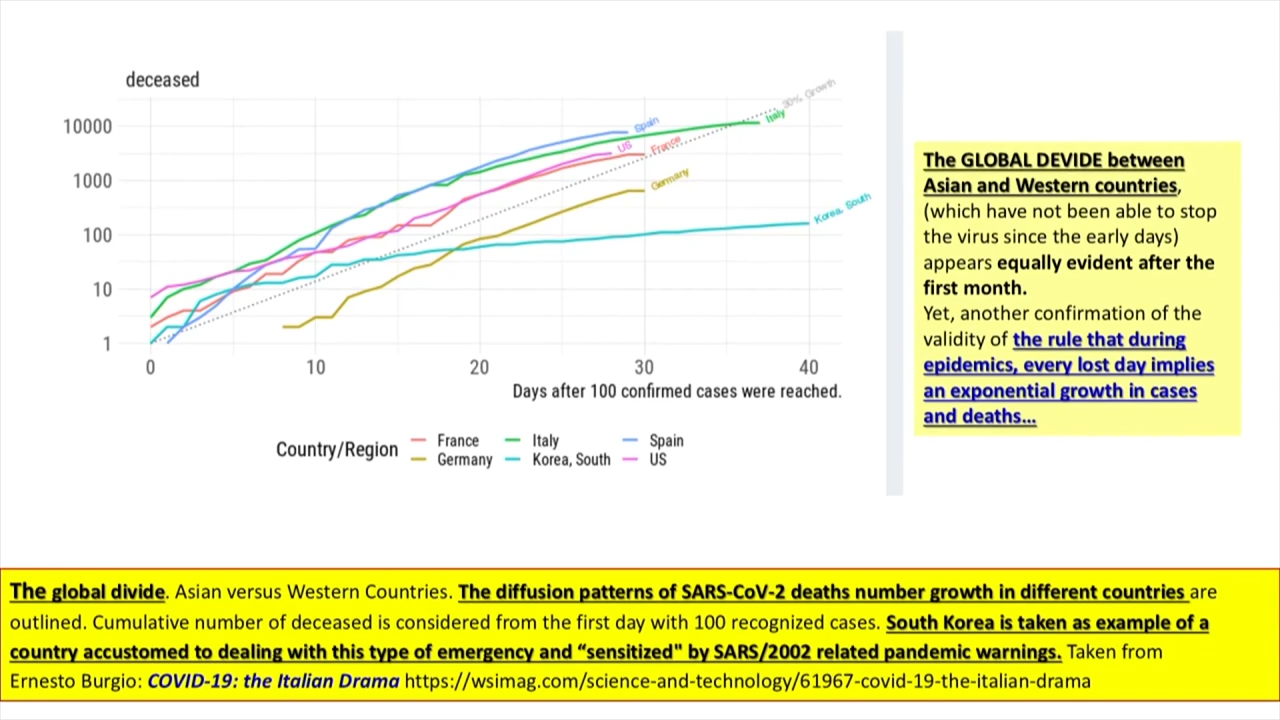 deceased
10000
1000
100
10
1
0
10
20
30
40
30% Growth
Spain
Italy
US
France
Germany
Korea, South
Days after 100 confirmed cases were reached.
Country/Region
France
Italy
Spain
Germany
Korea, South
US
The GLOBAL DEVIDE between
Asian and Western countries,
(which have not been able to stop
the virus since the early days)
appears equally evident after the
first month.
Yet, another confirmation of the
validity of the rule that during
epidemics, every lost day implies
an exponential growth in cases
and deaths…
The global divide. Asian versus Western Countries. The diffusion patterns of SARS-CoV-2 deaths number growth in different countries are
outlined. Cumulative number of deceased is considered from the first day with 100 recognized cases. South Korea is taken as example of a
country accustomed to dealing with this type of emergency and “sensitized" by SARS/2002 related pandemic warnings. Taken from
Ernesto Burgio: COVID-19: the Italian Drama https://wsimag.com/science-and-technology/61967-covid-19-the-italian-drama